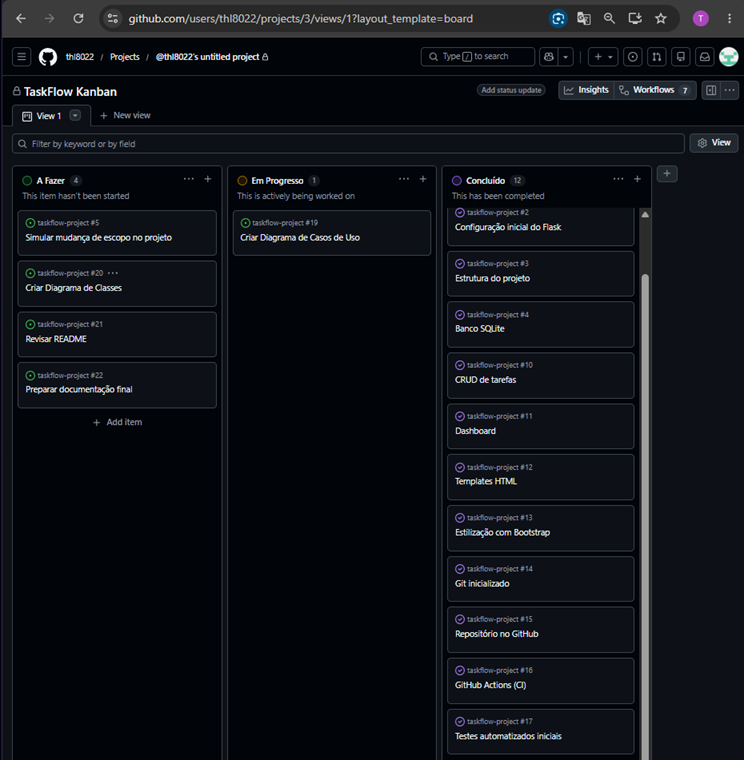 github.com/users/thl8022/projects/3/views/1?layout_template=board
thl8022 / Projects / @thl8022's untitled project
Type / to search
TaskFlow Kanban
Add status update
Insights
Workflows 7
View 1
+ New view
Filter by keyword or by field
View
A Fazer 4
This item hasn't been started
taskflow-project #5
Simular mudança de escopo no projeto
taskflow-project #20 ...
Criar Diagrama de Classes
taskflow-project #21
Revisar README
taskflow-project #22
Preparar documentação final
+ Add item
Em Progresso 1
This is actively being worked on
taskflow-project #19
Criar Diagrama de Casos de Uso
Concluído 12
This has been completed
taskflow-project #2
Configuração inicial do Flask
taskflow-project #3
Estrutura do projeto
taskflow-project #4
Banco SQLite
taskflow-project #10
CRUD de tarefas
taskflow-project #11
Dashboard
taskflow-project #12
Templates HTML
taskflow-project #13
Estilização com Bootstrap
taskflow-project #14
Git inicializado
taskflow-project #15
Repositório no GitHub
taskflow-project #16
GitHub Actions (CI)
taskflow-project #17
Testes automatizados iniciais
T